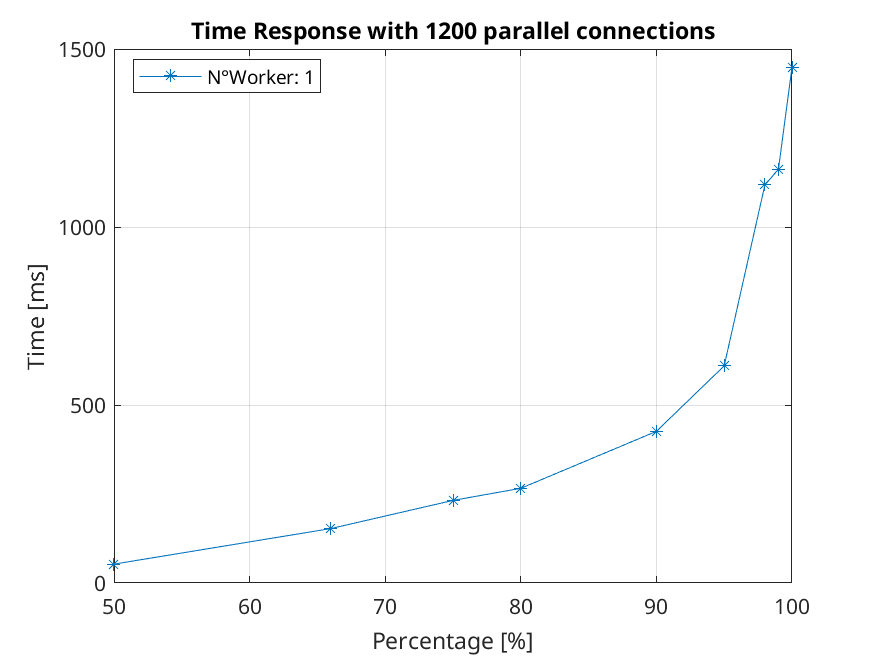 Time Response with 1200 parallel connections
N°Worker: 1
Time [ms]
1500
1000
500
0
50 60 70 80 90 100
Percentage [%]